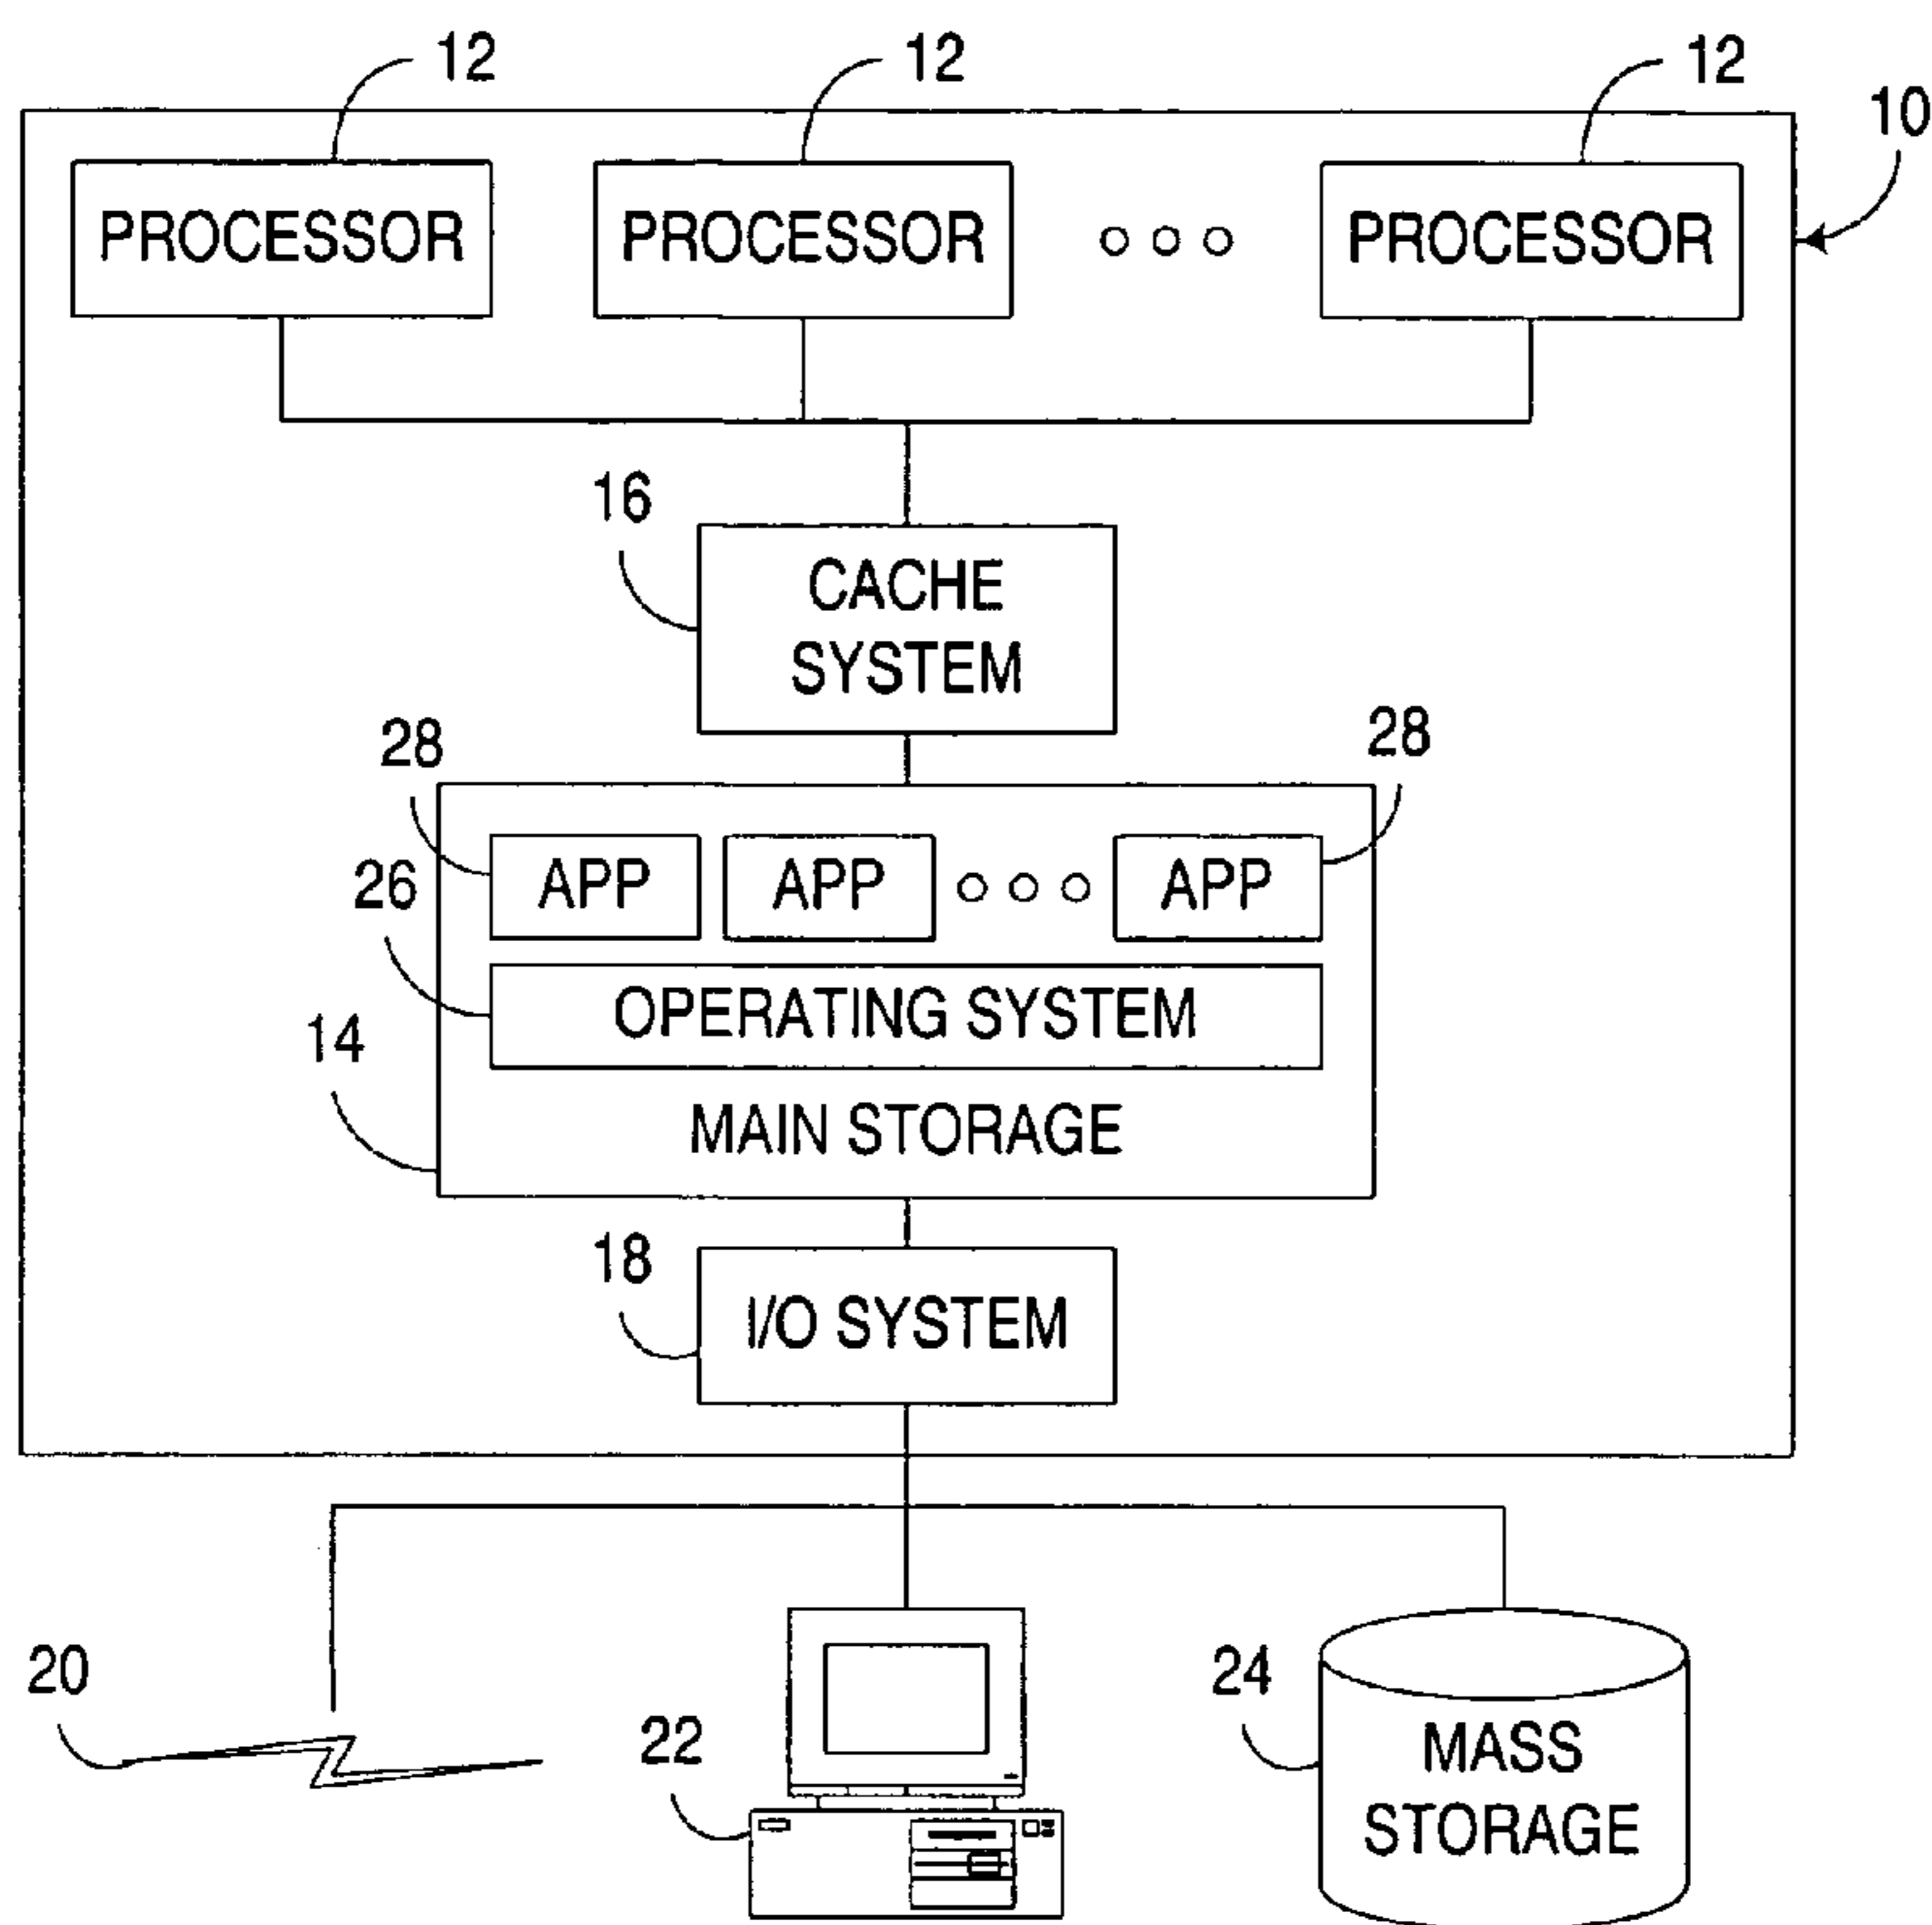 12
12
12
10
PROCESSOR
PROCESSOR
PROCESSOR
16
CACHE
SYSTEM
28
28
APP
APP
APP
26
OPERATING SYSTEM
14
MAIN STORAGE
18
I/O SYSTEM
20
22
24
MASS
STORAGE